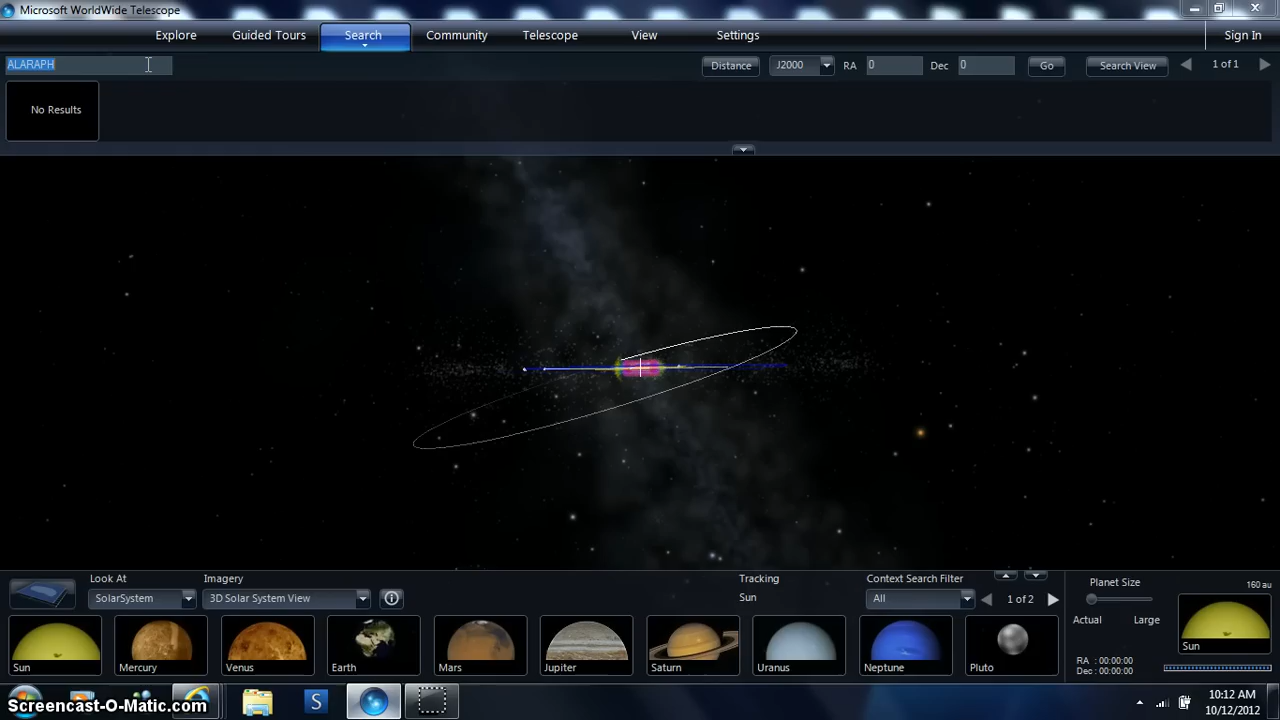 Microsoft WorldWide Telescope
Explore Guided Tours Search Community Telescope View Settings Sign In
ALARAPH Distance J2000 RA 0 Dec 0 Go Search View 1 of 1
No Results
Look At Imagery Tracking Context Search Filter Planet Size 160 au
SolarSystem 3D Solar System View Sun All 1 of 2
Actual Large
Sun Mercury Venus Earth Mars Jupiter Saturn Uranus Neptune Pluto Sun
RA : 00:00:00
Dec : 00:00:00
S
10:12 AM
10/12/2012
Screencast-O-Matic.com